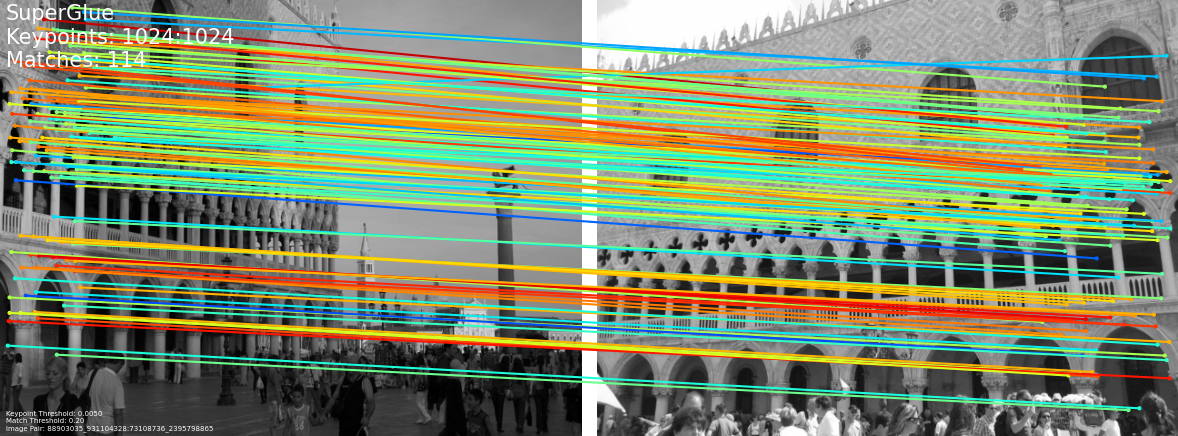 SuperGlue
Keypoints: 1024:1024
Matches: 114
Keypoint Threshold: 0.0050
Match Threshold: 0.20
Image Pair: 88903035_931104328:73108736_2395798865